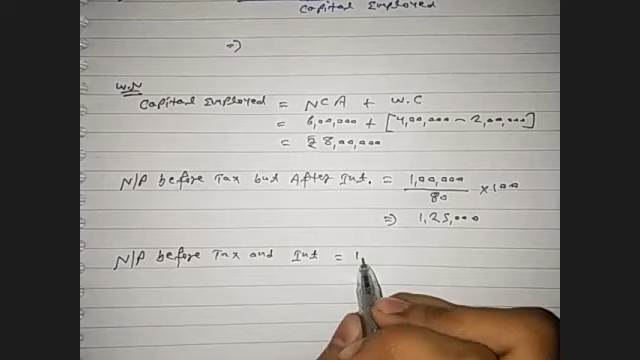 Capital Employed
=)
W.N
Capital Employed = NCA + W.C
= 6,00,000 + [4,00,000 - 2,00,000]
= ₹ 8,00,000
N/P before Tax but After Int. = 1,00,000 / 80 × 100
=) 1,25,000
N/P before Tax and Int = 1